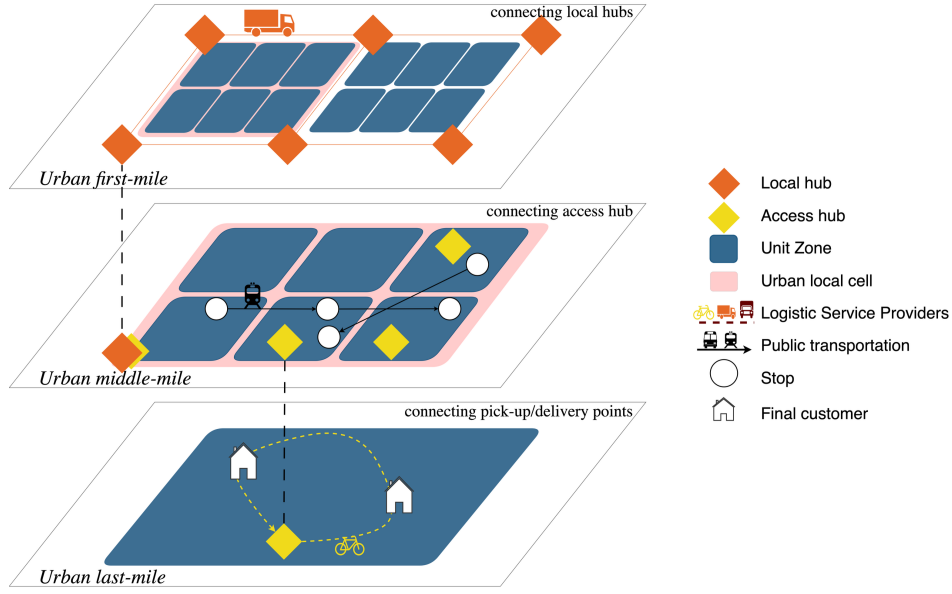 connecting local hubs
Urban first-mile
connecting access hub
Urban middle-mile
connecting pick-up/delivery points
Urban last-mile
Local hub
Access hub
Unit Zone
Urban local cell
Logistic Service Providers
Public transportation
Stop
Final customer